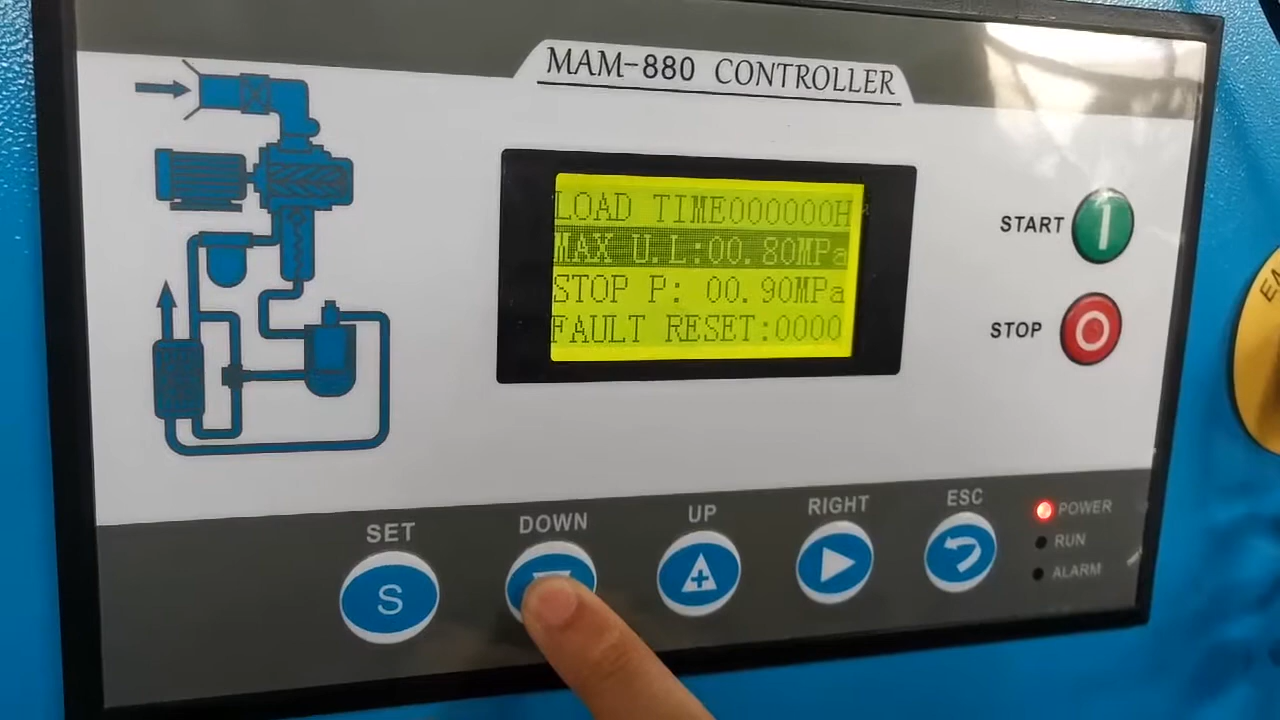 MAM-880 CONTROLLER
LOAD TIME000000H
MAX U.L:00.80MPa
STOP P: 00.90MPa
FAULT RESET:0000
START
STOP
SET
DOWN
UP
RIGHT
ESC
S
POWER
RUN
ALARM